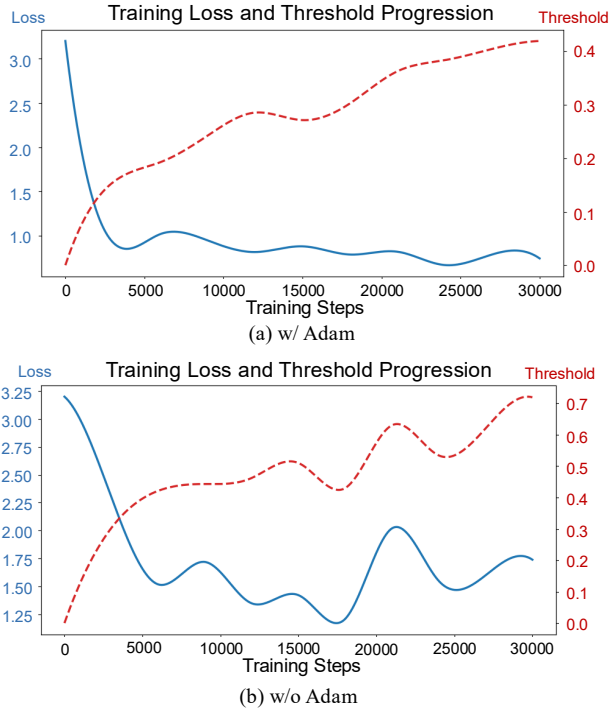 Training Loss and Threshold Progression
Loss
Threshold
3.0
2.5
2.0
1.5
1.0
0.4
0.3
0.2
0.1
0.0
0 5000 10000 15000 20000 25000 30000
Training Steps
(a) w/ Adam
Training Loss and Threshold Progression
Loss
Threshold
3.25
3.00
2.75
2.50
2.25
2.00
1.75
1.50
1.25
0.7
0.6
0.5
0.4
0.3
0.2
0.1
0.0
0 5000 10000 15000 20000 25000 30000
Training Steps
(b) w/o Adam